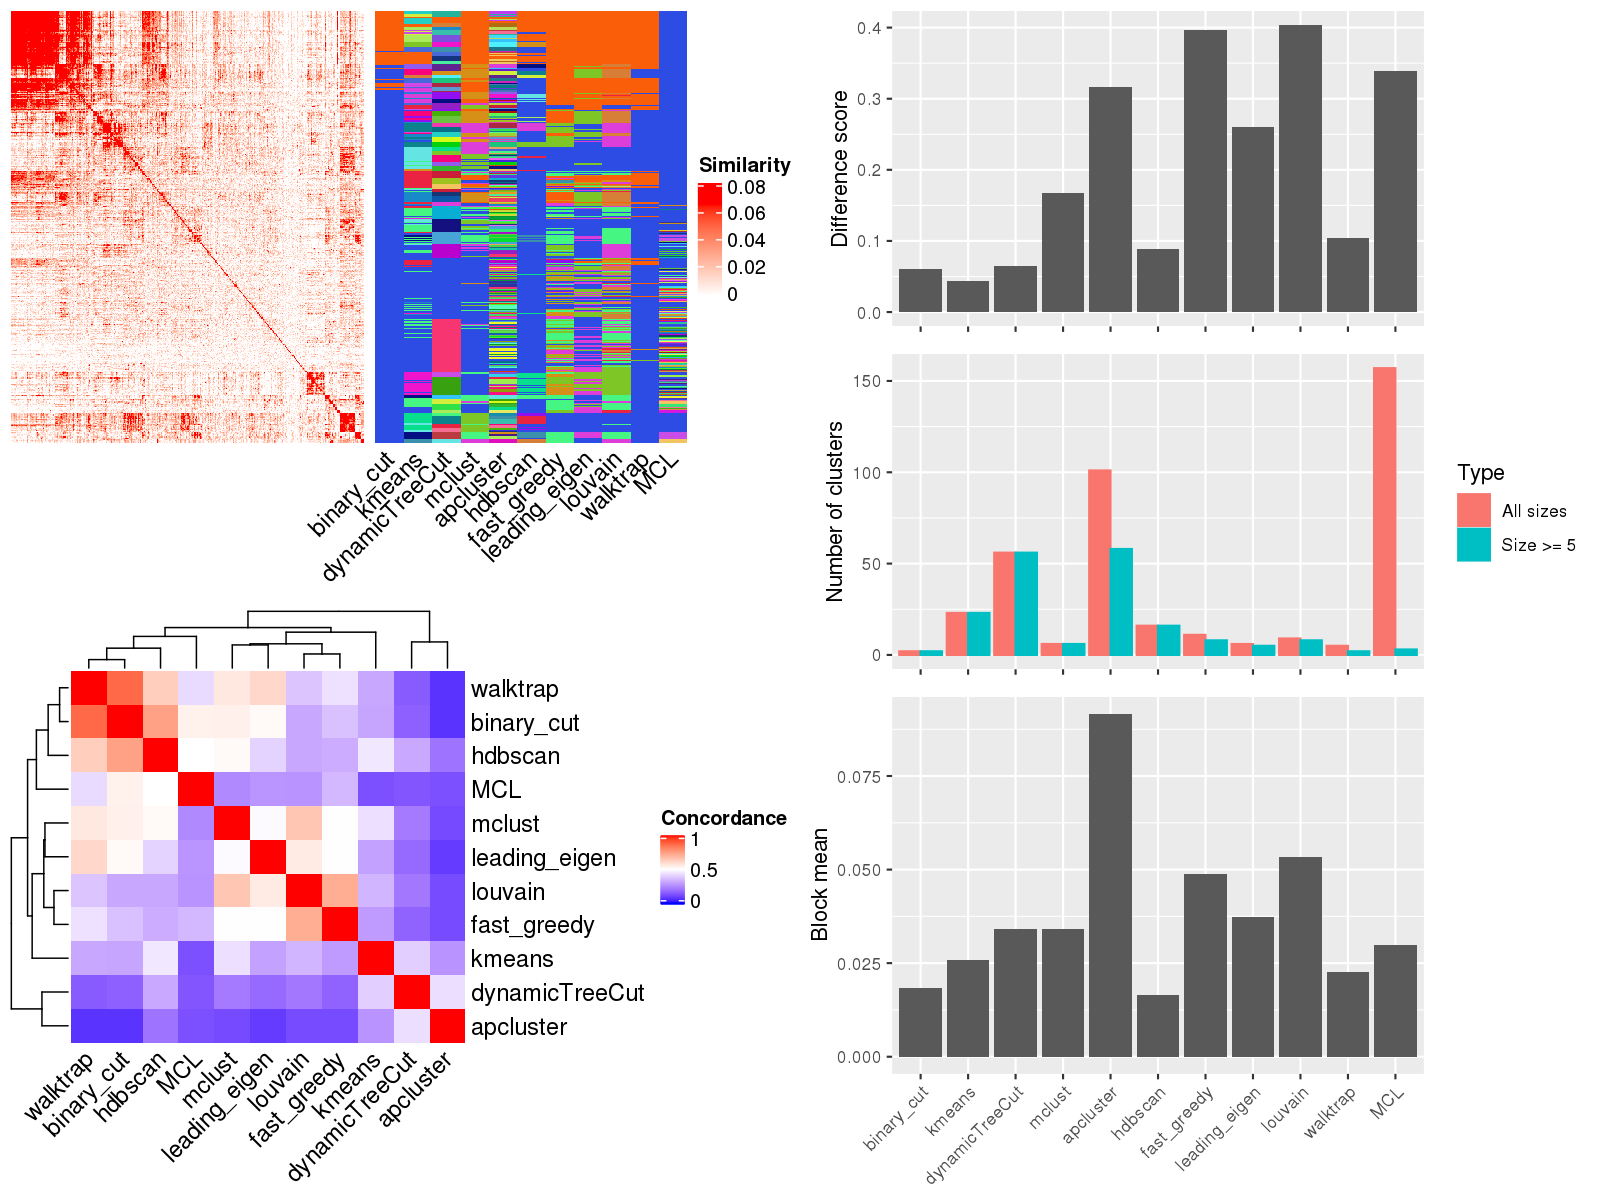 Similarity
0.08
0.06
0.04
0.02
0
binary_cut
kmeans
dynamicTreeCut
mclust
apcluster
hdbscan
fast_greedy
leading_eigen
louvain
walktrap
MCL
walktrap
binary_cut
hdbscan
MCL
mclust
leading_eigen
louvain
fast_greedy
kmeans
dynamicTreeCut
apcluster
walktrap
binary_cut
hdbscan
MCL
mclust
leading_eigen
louvain
fast_greedy
kmeans
dynamicTreeCut
apcluster
Concordance
1
0.5
0
Difference score
0.4
0.3
0.2
0.1
0.0
Number of clusters
150
100
50
0
Type
All sizes
Size >= 5
Block mean
0.075
0.050
0.025
0.000
binary_cut
kmeans
dynamicTreeCut
mclust
apcluster
hdbscan
fast_greedy
leading_eigen
louvain
walktrap
MCL